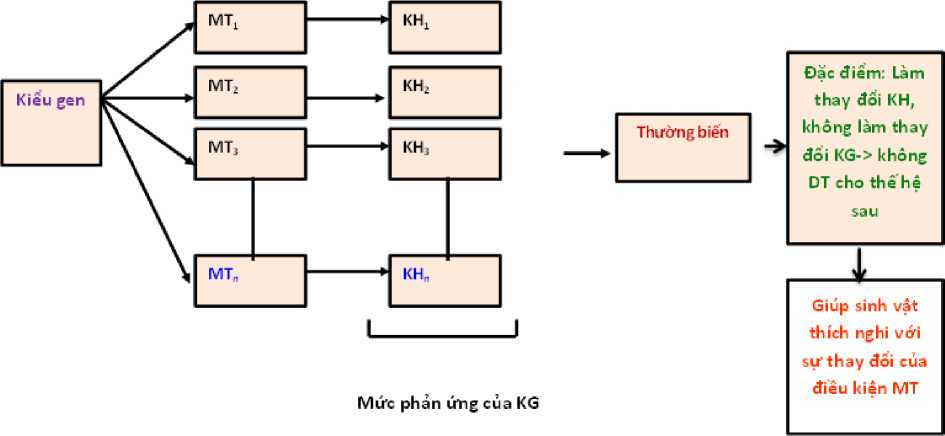 Kiểu gen
MT₁
KH₁
MT₂
KH₂
MT₃
KH₃
MTₙ
KHₙ
Mức phản ứng của KG
Thường biến
Đặc điểm: Làm
thay đổi KH,
không làm thay
đổi KG-> không
DT cho thế hệ
sau
Giúp sinh vật
thích nghi với
sự thay đổi của
điều kiện MT